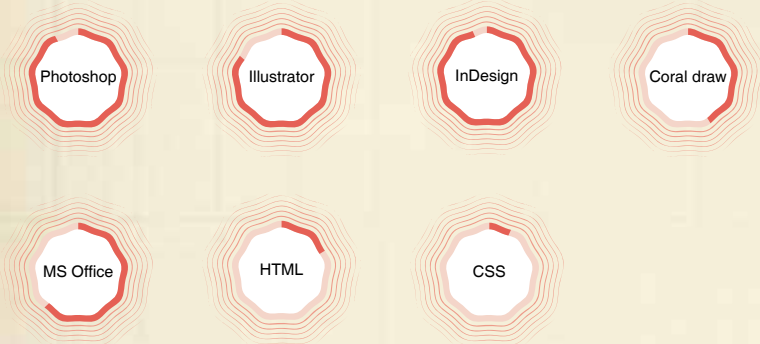 Photoshop
Illustrator
InDesign
Coral draw
MS Office
HTML
CSS